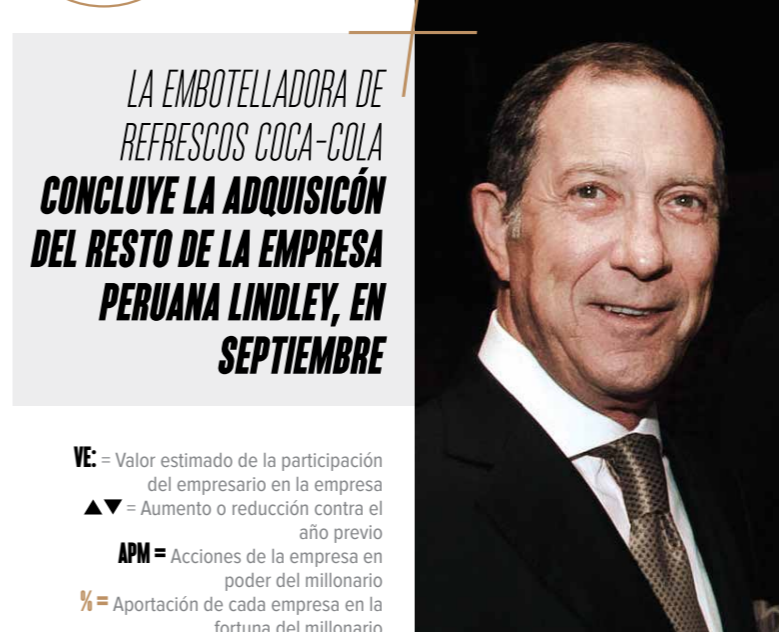 LA EMBOTELLADORA DE
REFRESCOS COCA-COLA
CONCLUYE LA ADQUISICÓN
DEL RESTO DE LA EMPRESA
PERUANA LINDLEY, EN
SEPTIEMBRE
VE: = Valor estimado de la participación
del empresario en la empresa
▲▼ = Aumento o reducción contra el
año previo
APM = Acciones de la empresa en
poder del millonario
% = Aportación de cada empresa en la
fortuna del millonario